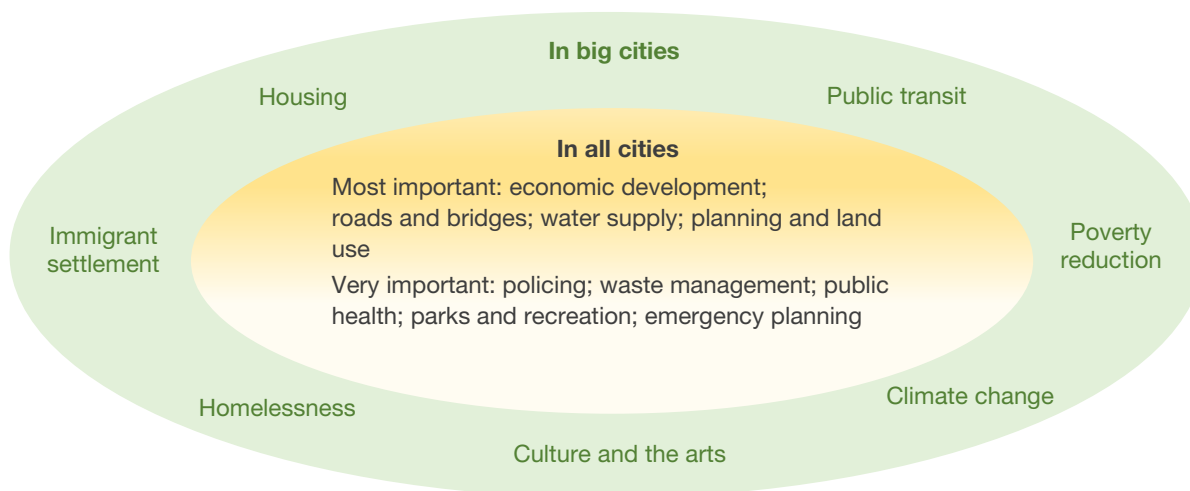 In big cities
Housing
Public transit
In all cities
Most important: economic development;
roads and bridges; water supply; planning and land
use
Very important: policing; waste management; public
health; parks and recreation; emergency planning
Immigrant
settlement
Poverty
reduction
Homelessness
Climate change
Culture and the arts